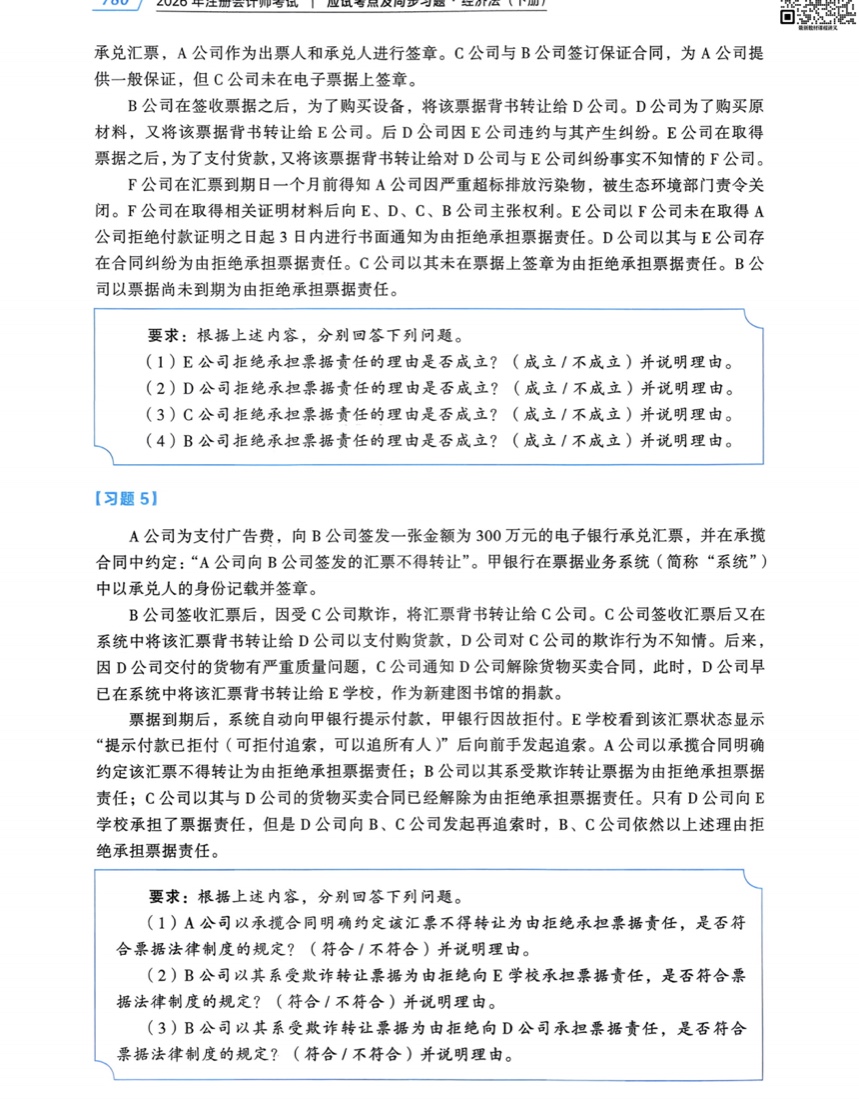 780 2026 年注册会计师考试 | 应试考点及同步习题·经济法（下册）
承兑汇票，A 公司作为出票人和承兑人进行签章。C 公司与 B 公司签订保证合同，为 A 公司提
供一般保证，但 C 公司未在电子票据上签章。
B 公司在签收票据之后，为了购买设备，将该票据背书转让给 D 公司。D 公司为了购买原
材料，又将该票据背书转让给 E 公司。后 D 公司因 E 公司违约与其产生纠纷。E 公司在取得
票据之后，为了支付货款，又将该票据背书转让给对 D 公司与 E 公司纠纷事实不知情的 F 公司。
F 公司在汇票到期日一个月前得知 A 公司因严重超标排放污染物，被生态环境部门责令关
闭。F 公司在取得相关证明材料后向 E、D、C、B 公司主张权利。E 公司以 F 公司未在取得 A
公司拒绝付款证明之日起 3 日内进行书面通知为由拒绝承担票据责任。D 公司以其与 E 公司存
在合同纠纷为由拒绝承担票据责任。C 公司以其未在票据上签章为由拒绝承担票据责任。B 公
司以票据尚未到期为由拒绝承担票据责任。
要求：根据上述内容，分别回答下列问题。
（1）E 公司拒绝承担票据责任的理由是否成立？（成立 / 不成立）并说明理由。
（2）D 公司拒绝承担票据责任的理由是否成立？（成立 / 不成立）并说明理由。
（3）C 公司拒绝承担票据责任的理由是否成立？（成立 / 不成立）并说明理由。
（4）B 公司拒绝承担票据责任的理由是否成立？（成立 / 不成立）并说明理由。
【习题 5】
A 公司为支付广告费，向 B 公司签发一张金额为 300 万元的电子银行承兑汇票，并在承揽
合同中约定：“A 公司向 B 公司签发的汇票不得转让”。甲银行在票据业务系统（简称“系统”）
中以承兑人的身份记载并签章。
B 公司签收汇票后，因受 C 公司欺诈，将汇票背书转让给 C 公司。C 公司签收汇票后又在
系统中将该汇票背书转让给 D 公司以支付购货款，D 公司对 C 公司的欺诈行为不知情。后来，
因 D 公司交付的货物有严重质量问题，C 公司通知 D 公司解除货物买卖合同，此时，D 公司早
已在系统中将该汇票背书转让给 E 学校，作为新建图书馆的捐款。
票据到期后，系统自动向甲银行提示付款，甲银行因故拒付。E 学校看到该汇票状态显示
“提示付款已拒付（可拒付追索，可以追所有人）”后向前手发起追索。A 公司以承揽合同明确
约定该汇票不得转让为由拒绝承担票据责任；B 公司以其系受欺诈转让票据为由拒绝承担票据
责任；C 公司以其与 D 公司的货物买卖合同已经解除为由拒绝承担票据责任。只有 D 公司向 E
学校承担了票据责任，但是 D 公司向 B、C 公司发起再追索时，B、C 公司依然以上述理由拒
绝承担票据责任。
要求：根据上述内容，分别回答下列问题。
（1）A 公司以承揽合同明确约定该汇票不得转让为由拒绝承担票据责任，是否符
合票据法律制度的规定？（符合 / 不符合）并说明理由。
（2）B 公司以其系受欺诈转让票据为由拒绝向 E 学校承担票据责任，是否符合票
据法律制度的规定？（符合 / 不符合）并说明理由。
（3）B 公司以其系受欺诈转让票据为由拒绝向 D 公司承担票据责任，是否符合
票据法律制度的规定？（符合 / 不符合）并说明理由。